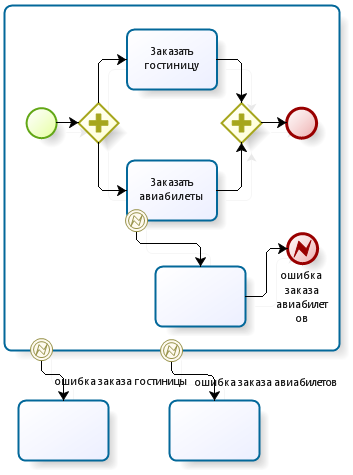 Заказать
гостиницу
Заказать
авиабилеты
ошибка
заказа
авиабилет
ов
ошибка заказа гостиницы
ошибка заказа авиабилетов